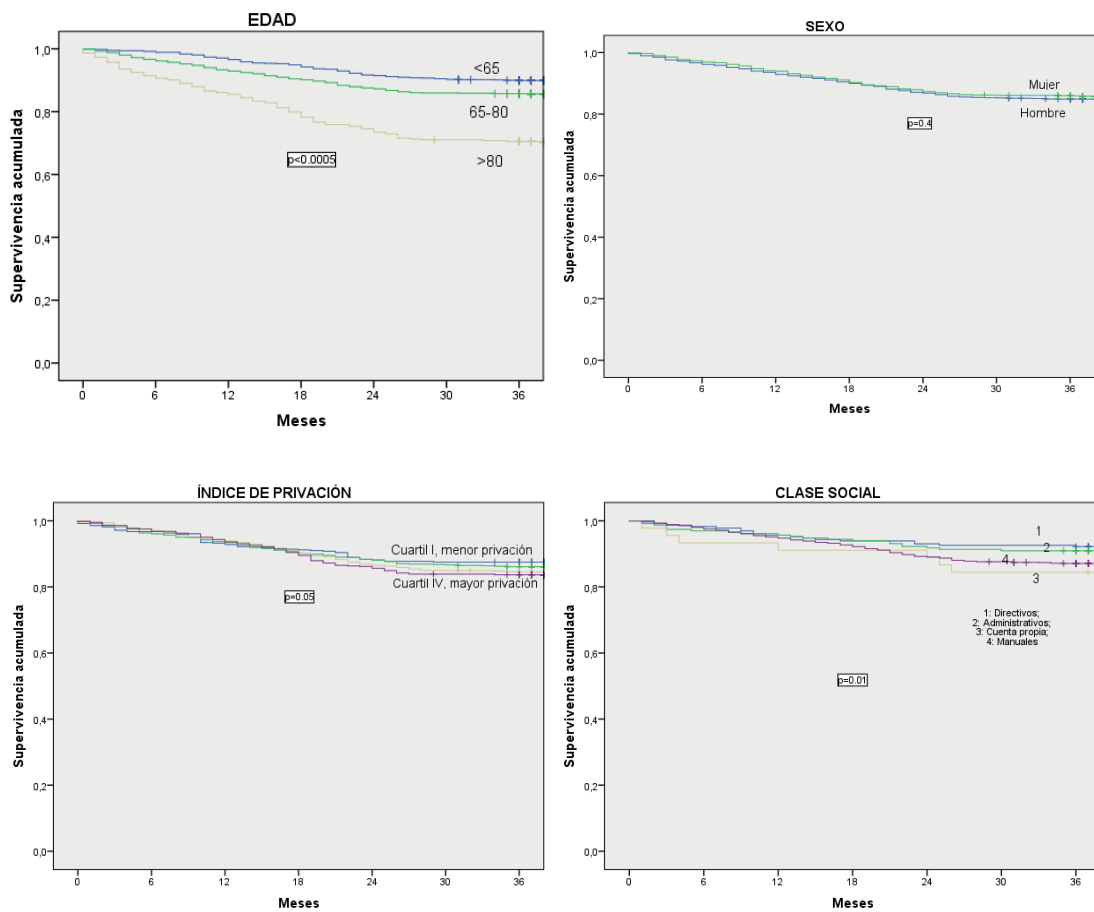 EDAD
Supervivencia acumulada
1,0
0,8
0,6
0,4
0,2
0,0
<65
65-80
>80
p<0.0005
0 6 12 18 24 30 36
Meses
SEXO
Supervivencia acumulada
1,0
0,8
0,6
0,4
0,2
0,0
Mujer
Hombre
p=0.4
0 6 12 18 24 30 36
Meses
ÍNDICE DE PRIVACIÓN
Supervivencia acumulada
1,0
0,8
0,6
0,4
0,2
0,0
Cuartil I, menor privación
Cuartil IV, mayor privación
p=0.05
0 6 12 18 24 30 36
Meses
CLASE SOCIAL
Supervivencia acumulada
1,0
0,8
0,6
0,4
0,2
0,0
1
2
4
3
1: Directivos;
2: Administrativos;
3: Cuenta propia;
4: Manuales
p=0.01
0 6 12 18 24 30 36
Meses